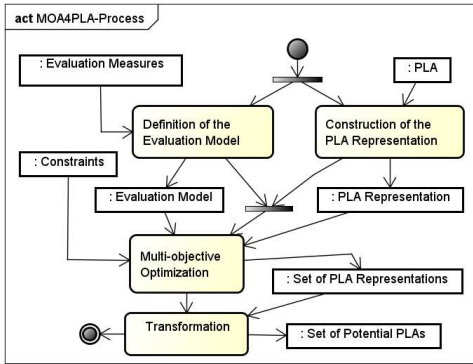 act MOA4PLA-Process
: Evaluation Measures
: PLA
Definition of the
Evaluation Model
Construction of the
PLA Representation
: Constraints
: Evaluation Model
: PLA Representation
Multi-objective
Optimization
: Set of PLA Representations
Transformation
: Set of Potential PLAs